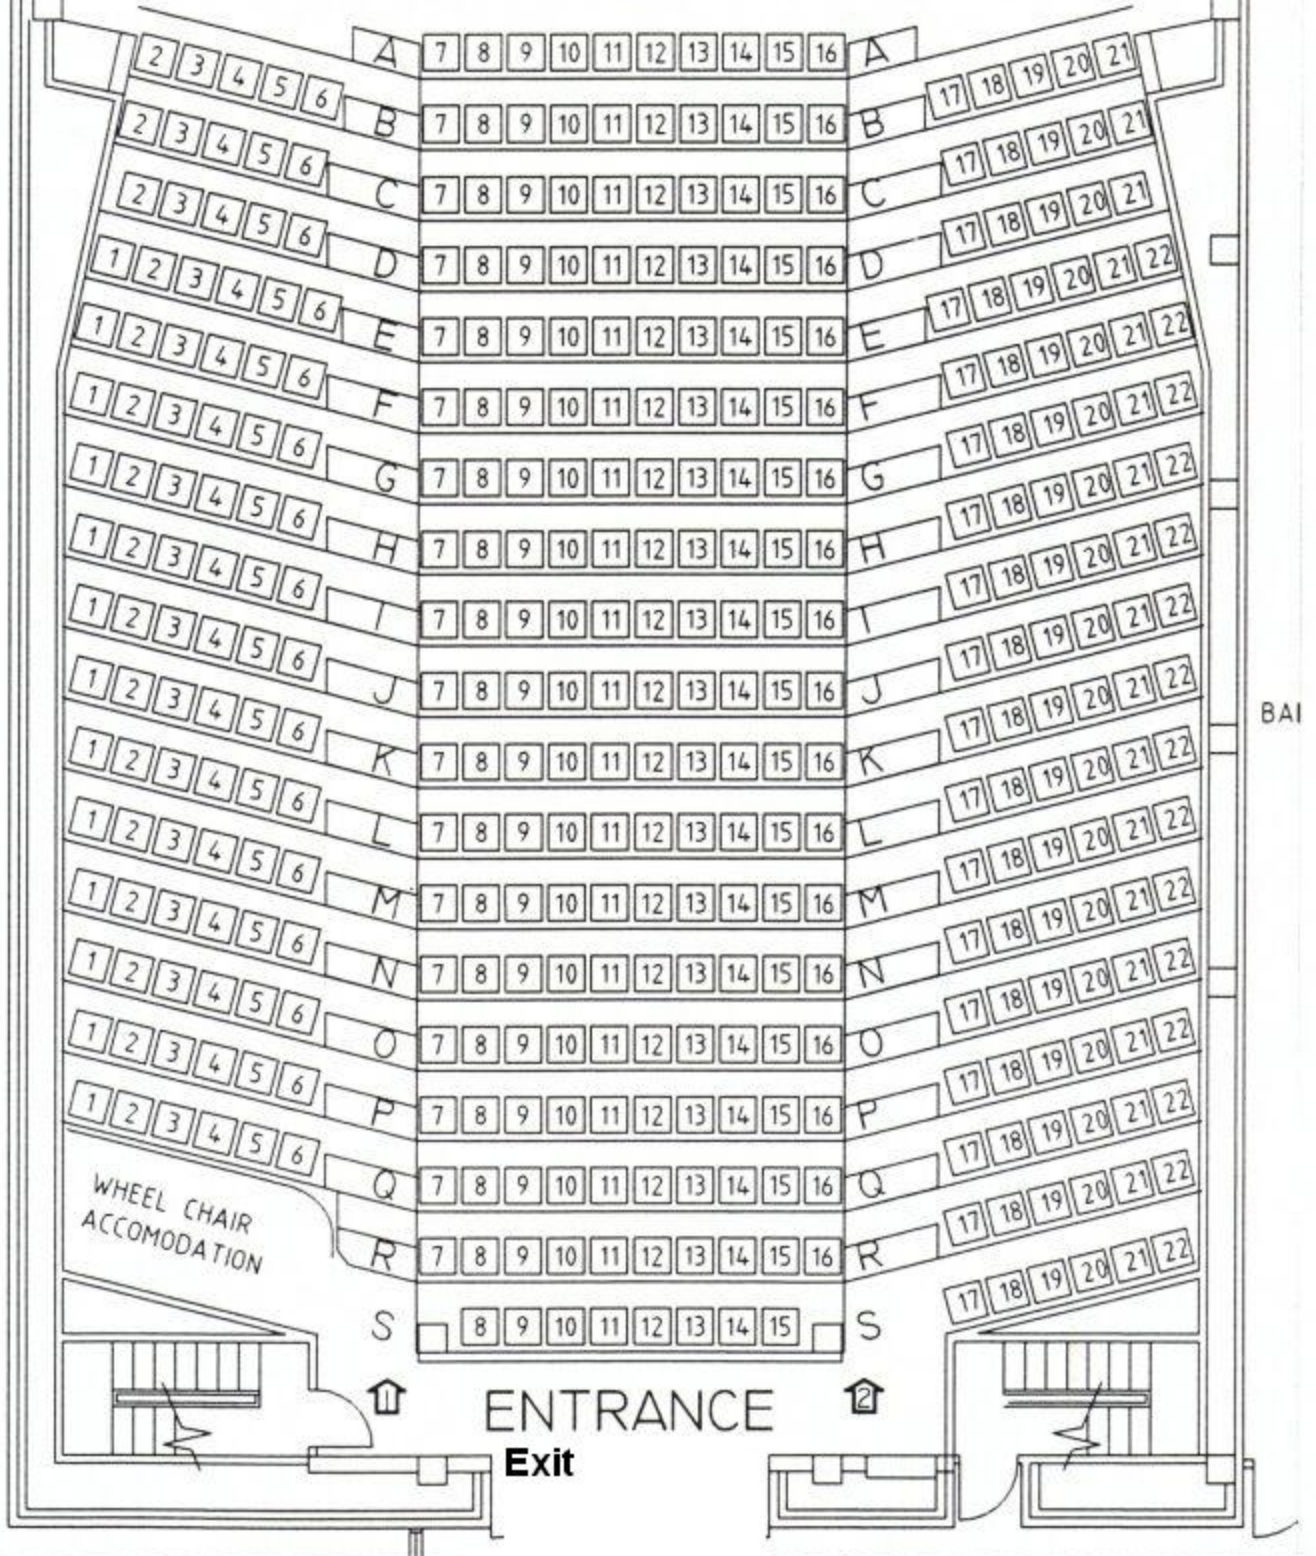 2 3 4 5 6 A 7 8 9 10 11 12 13 14 15 16 A 17 18 19 20 21
2 3 4 5 6 B 7 8 9 10 11 12 13 14 15 16 B 17 18 19 20 21
2 3 4 5 6 C 7 8 9 10 11 12 13 14 15 16 C 17 18 19 20 21
1 2 3 4 5 6 D 7 8 9 10 11 12 13 14 15 16 D 17 18 19 20 21 22
1 2 3 4 5 6 E 7 8 9 10 11 12 13 14 15 16 E 17 18 19 20 21 22
1 2 3 4 5 6 F 7 8 9 10 11 12 13 14 15 16 F 17 18 19 20 21 22
1 2 3 4 5 6 G 7 8 9 10 11 12 13 14 15 16 G 17 18 19 20 21 22
1 2 3 4 5 6 H 7 8 9 10 11 12 13 14 15 16 H 17 18 19 20 21 22
1 2 3 4 5 6 I 7 8 9 10 11 12 13 14 15 16 I 17 18 19 20 21 22
1 2 3 4 5 6 J 7 8 9 10 11 12 13 14 15 16 J 17 18 19 20 21 22
BAI
1 2 3 4 5 6 K 7 8 9 10 11 12 13 14 15 16 K 17 18 19 20 21 22
1 2 3 4 5 6 L 7 8 9 10 11 12 13 14 15 16 L 17 18 19 20 21 22
1 2 3 4 5 6 M 7 8 9 10 11 12 13 14 15 16 M 17 18 19 20 21 22
1 2 3 4 5 6 N 7 8 9 10 11 12 13 14 15 16 N 17 18 19 20 21 22
1 2 3 4 5 6 O 7 8 9 10 11 12 13 14 15 16 O 17 18 19 20 21 22
1 2 3 4 5 6 P 7 8 9 10 11 12 13 14 15 16 P 17 18 19 20 21 22
Q 7 8 9 10 11 12 13 14 15 16 Q 17 18 19 20 21 22
WHEEL CHAIR
ACCOMODATION
R 7 8 9 10 11 12 13 14 15 16 R 17 18 19 20 21 22
S 8 9 10 11 12 13 14 15 S
1 ENTRANCE 2
Exit